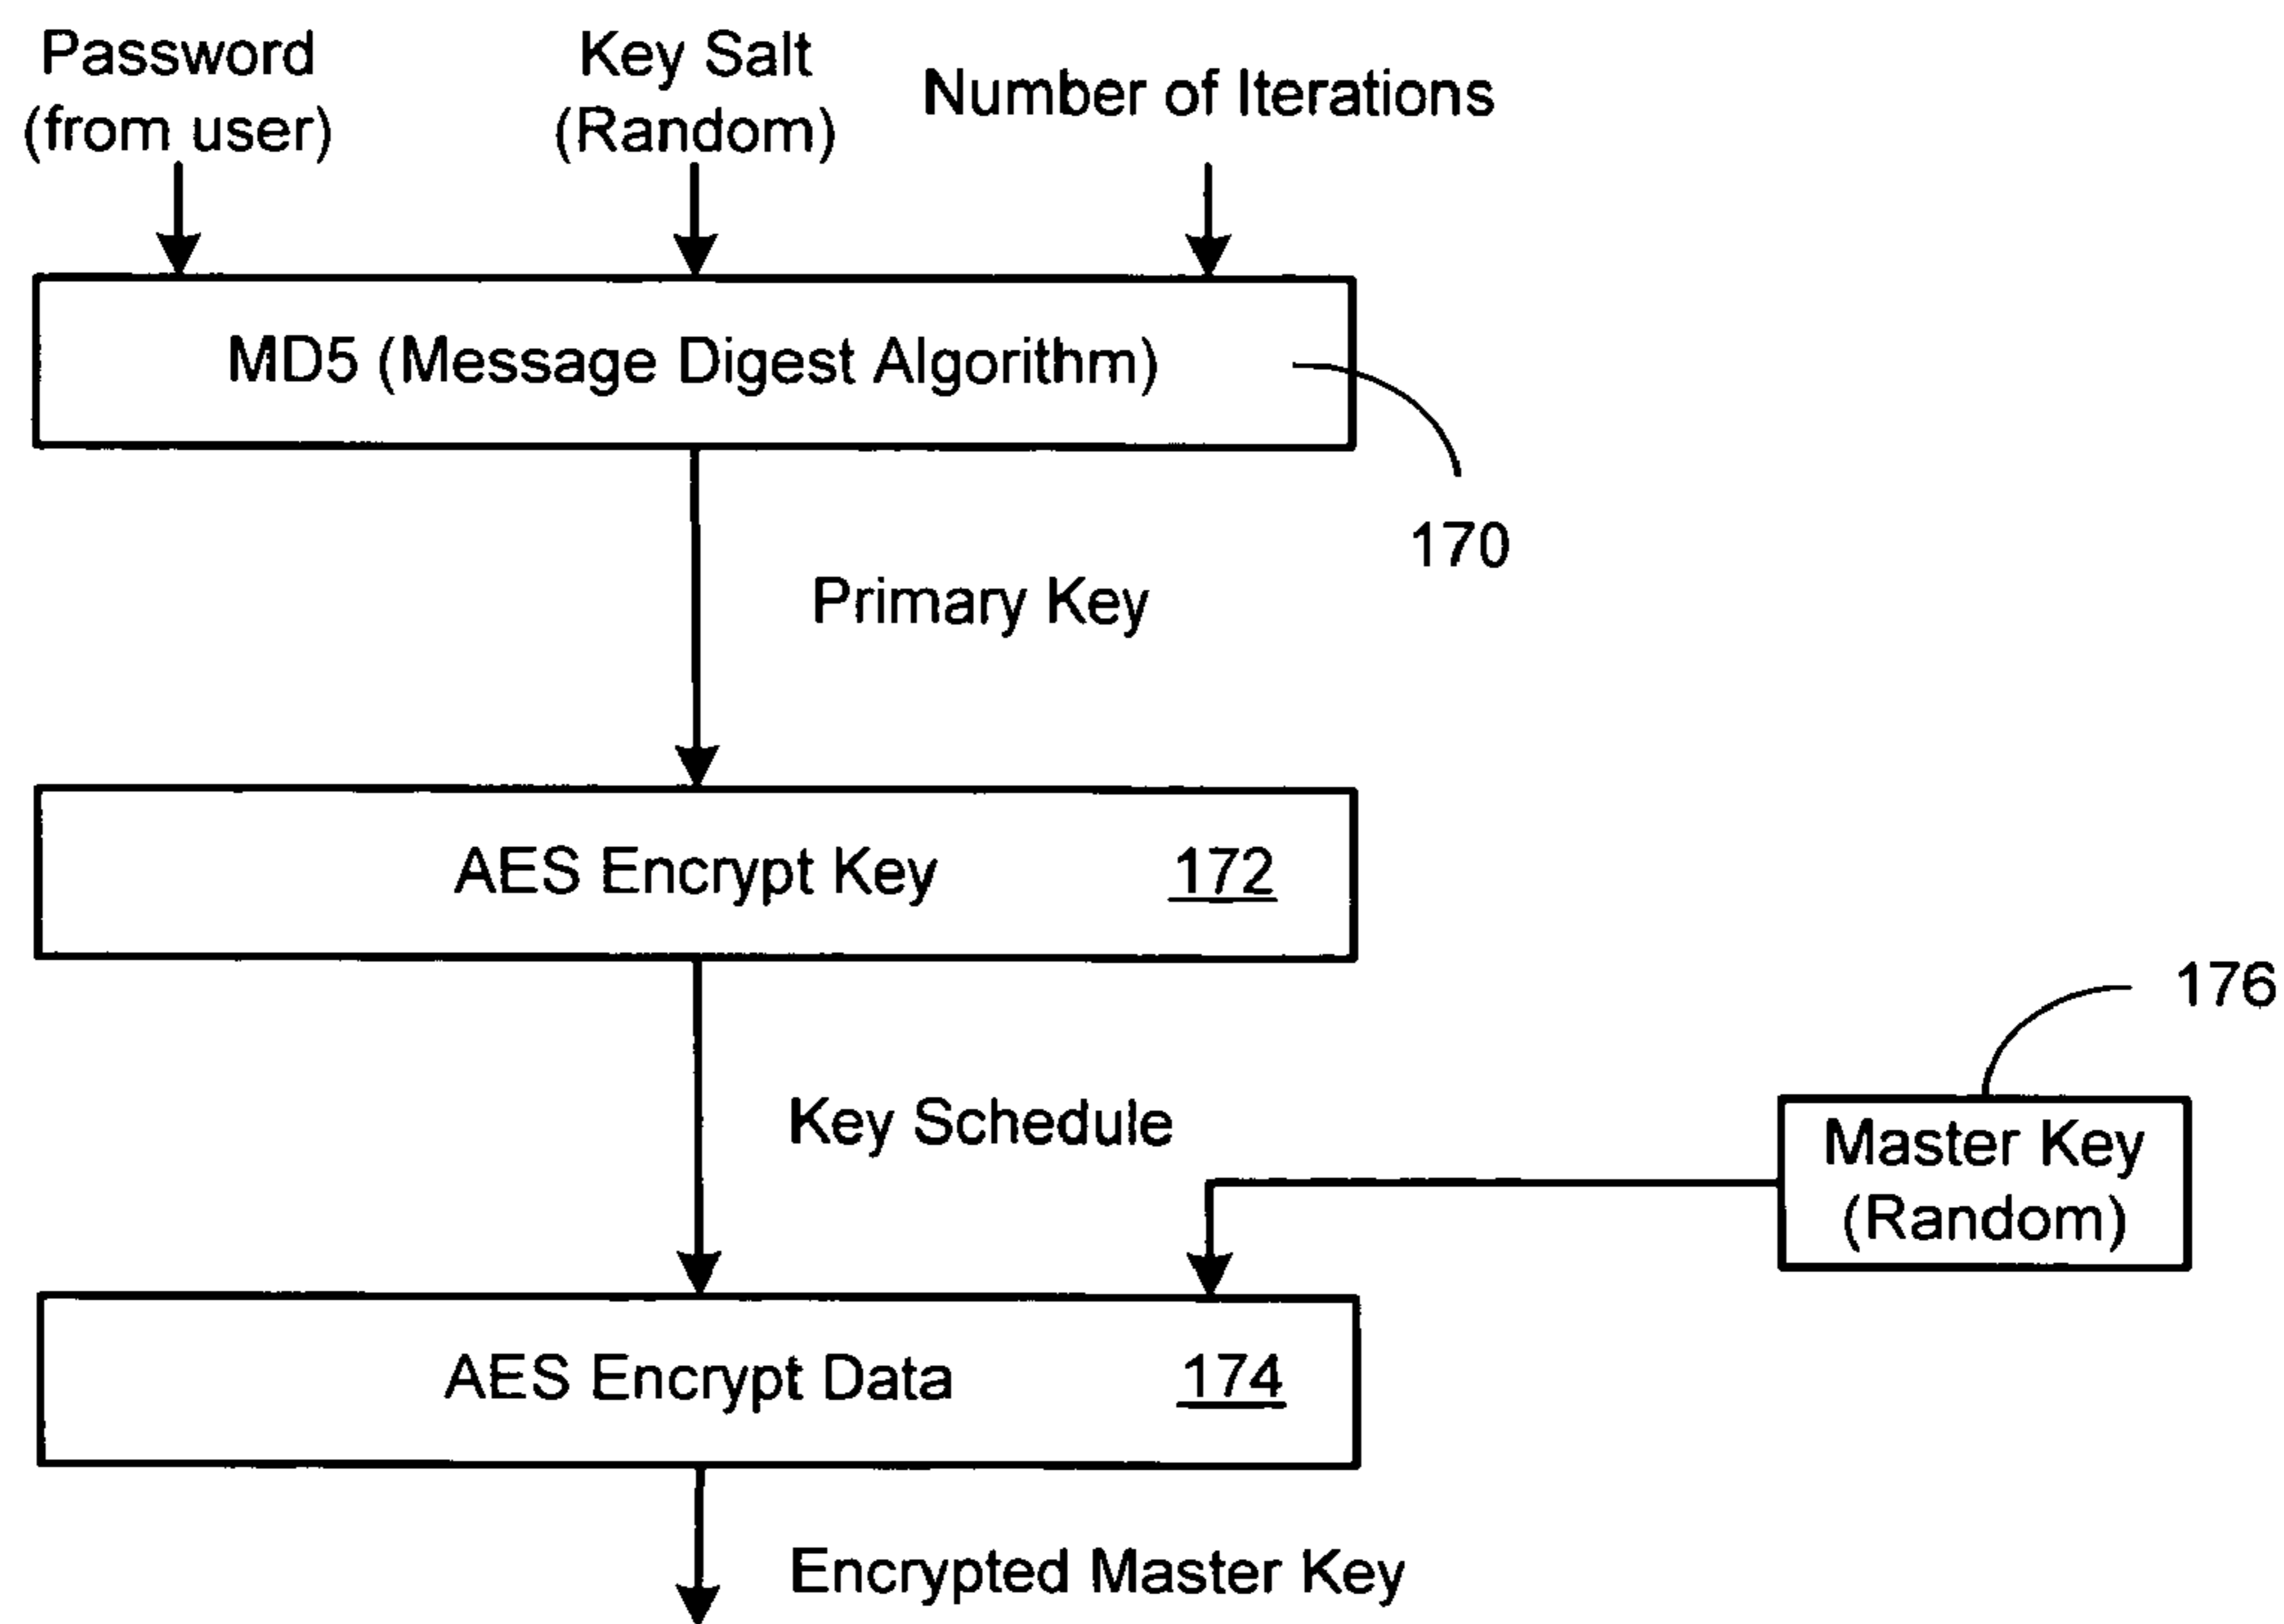 Password
(from user)
Key Salt
(Random)
Number of Iterations
MD5 (Message Digest Algorithm)
170
Primary Key
AES Encrypt Key 172
176
Key Schedule
Master Key
(Random)
AES Encrypt Data 174
Encrypted Master Key